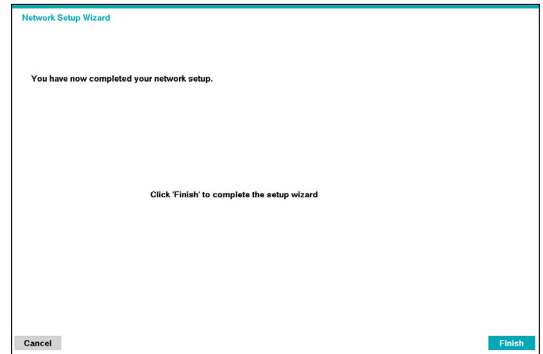 Network Setup Wizard
You have now completed your network setup.
Click 'Finish' to complete the setup wizard
Cancel
Finish